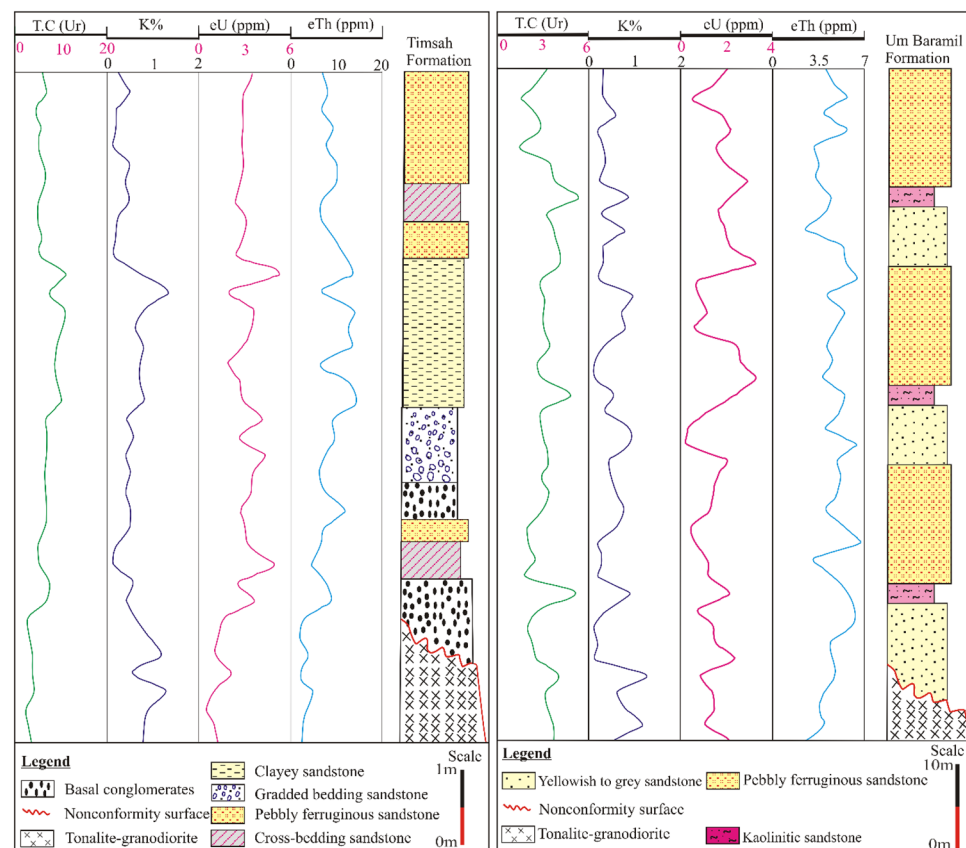 T.C (Ur) K% eU (ppm) eTh (ppm)
0 10 20 0 3 6
0 1 2 0 10 20
Timsah
Formation
T.C (Ur) K% eU (ppm) eTh (ppm)
0 3 6 0 2 4
0 1 2 0 3.5 7
Um Baramil
Formation
Legend
Basal conglomerates
Nonconformity surface
Tonalite-granodiorite
Clayey sandstone
Gradded bedding sandstone
Pebbly ferruginous sandstone
Cross-bedding sandstone
Scale
1m
0m
Legend
Yellowish to grey sandstone
Nonconformity surface
Tonalite-granodiorite
Pebbly ferruginous sandstone
Kaolinitic sandstone
Scale
10m
0m